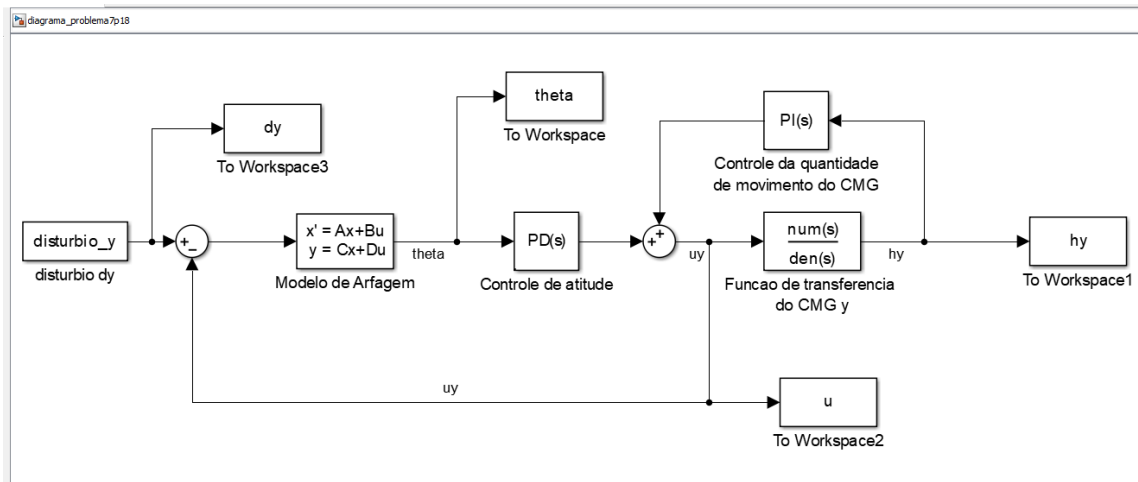 diagrama_problema7p18
theta
To Workspace
dy
To Workspace3
PI(s)
Controle da quantidade
de movimento do CMG
disturbio_y
disturbio dy
+
-
x' = Ax+Bu
y = Cx+Du
Modelo de Arfagem
theta
PD(s)
Controle de atitude
+
+
uy
num(s)
den(s)
Funcao de transferencia
do CMG y
hy
hy
To Workspace1
uy
u
To Workspace2